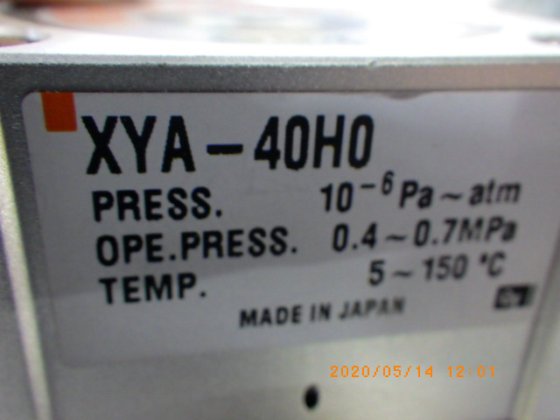 XYA-40H0
PRESS. 10⁻⁶ Pa~atm
OPE.PRESS. 0.4~0.7MPa
TEMP. 5~150 °C
MADE IN JAPAN
2020/05/14 12:01